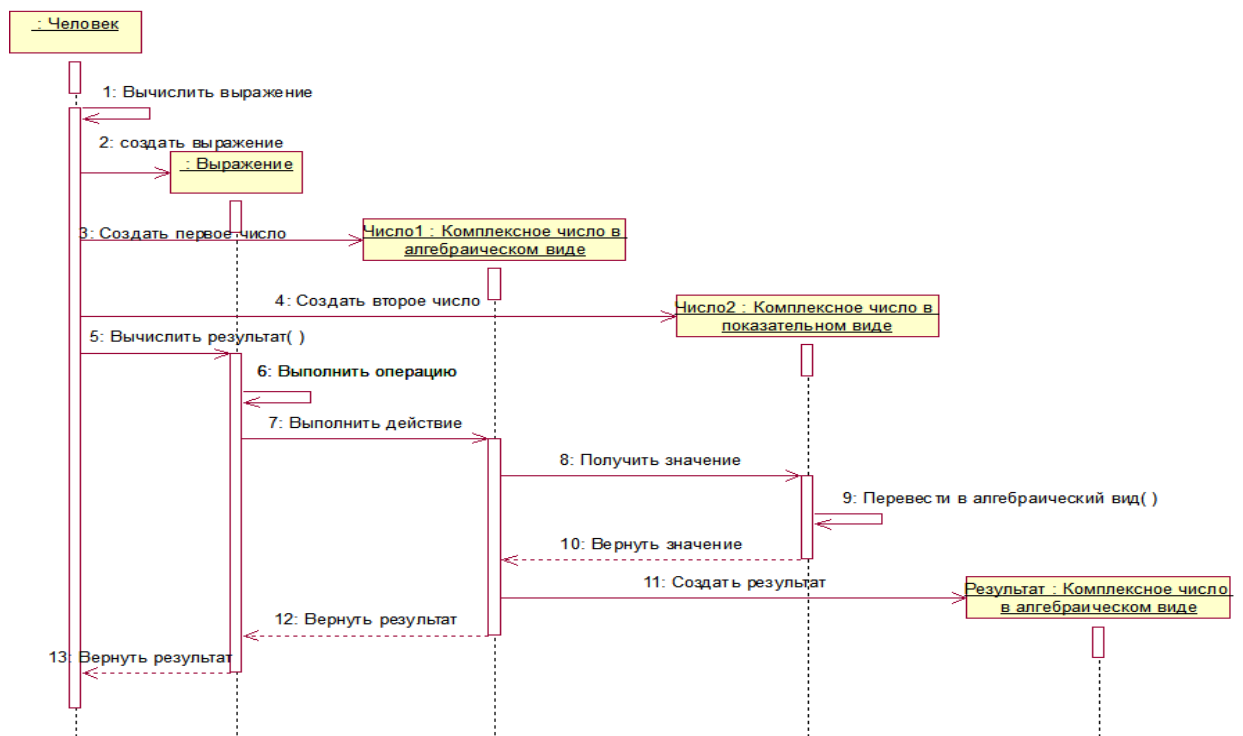 : Человек
1: Вычислить выражение
2: создать выражение
: Выражение
3: Создать первое число
Число1 : Комплексное число в
алгебраическом виде
4: Создать второе число
Число2 : Комплексное число в
показательном виде
5: Вычислить результат( )
6: Выполнить операцию
7: Выполнить действие
8: Получить значение
9: Перевести в алгебраический вид( )
10: Вернуть значение
11: Создать результат
Результат : Комплексное число
в алгебраическом виде
12: Вернуть результат
13: Вернуть результат